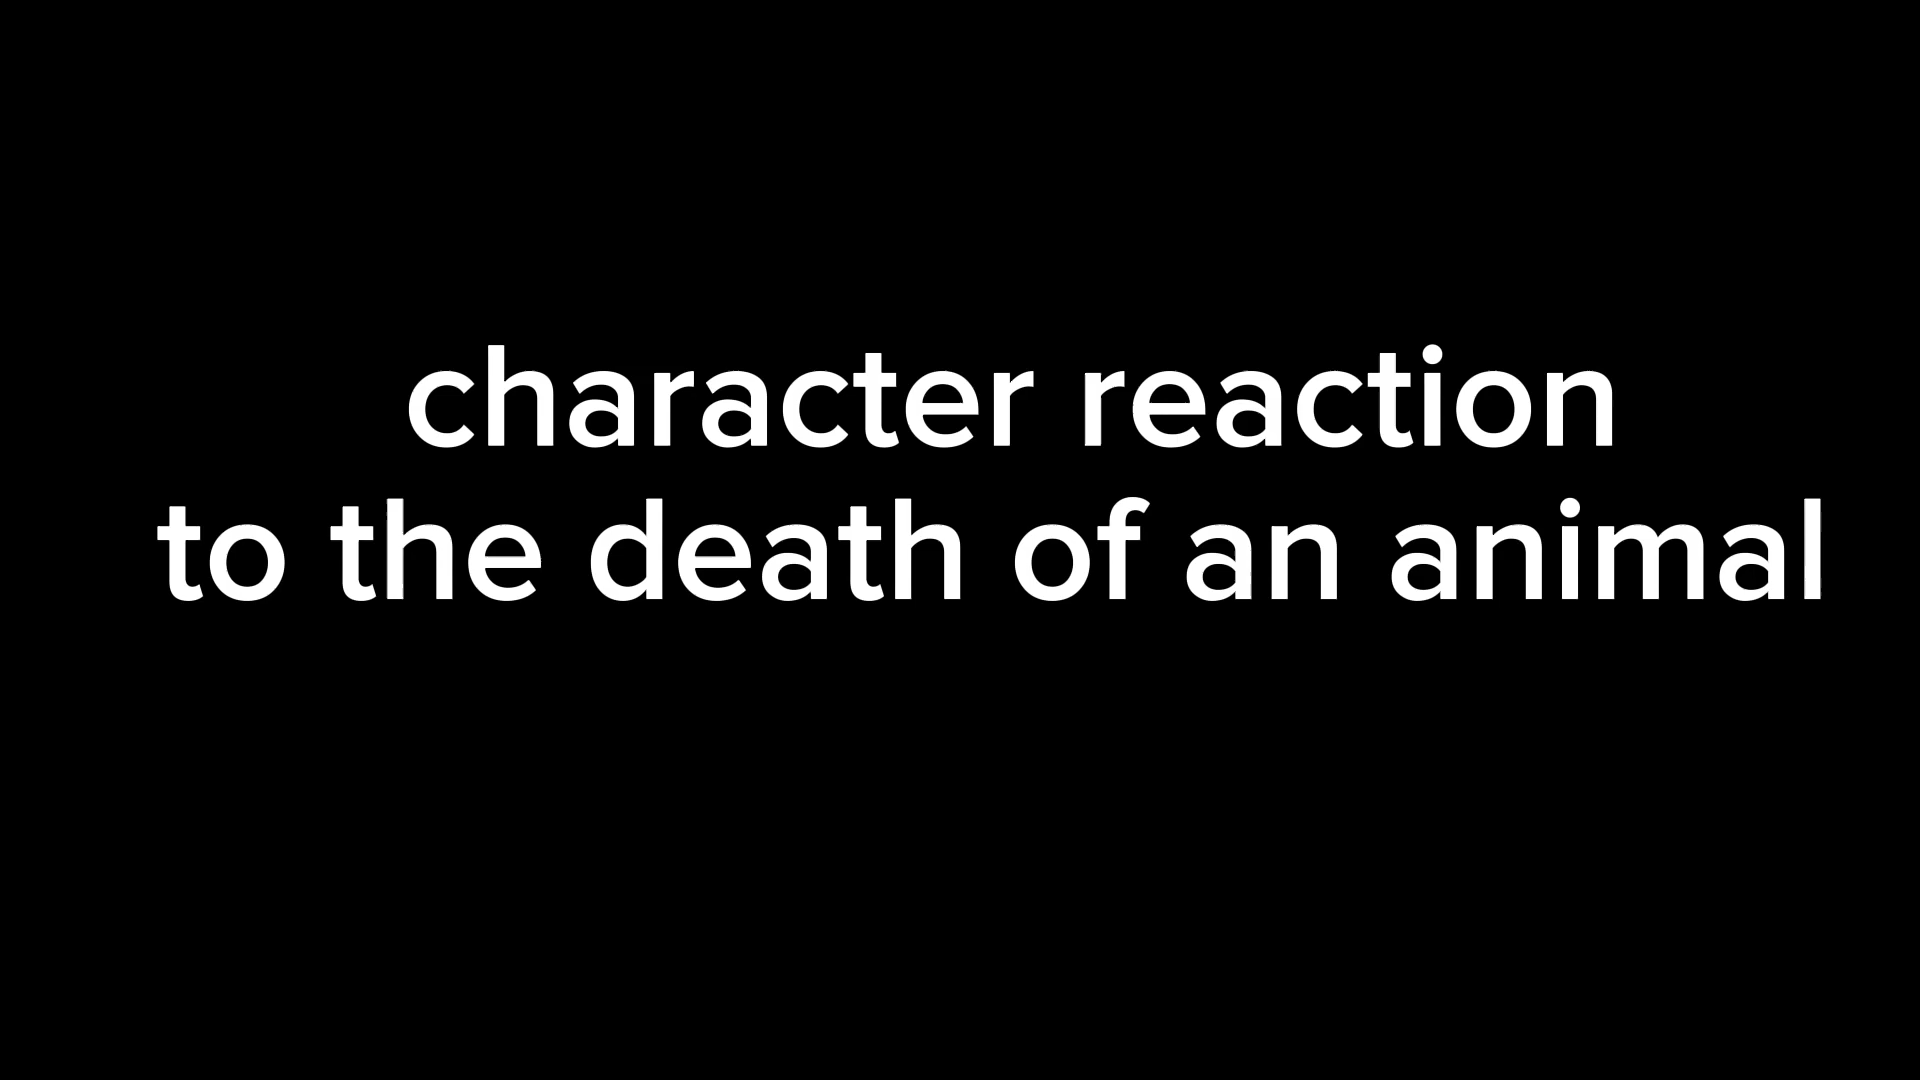 character reaction
to the death of an animal